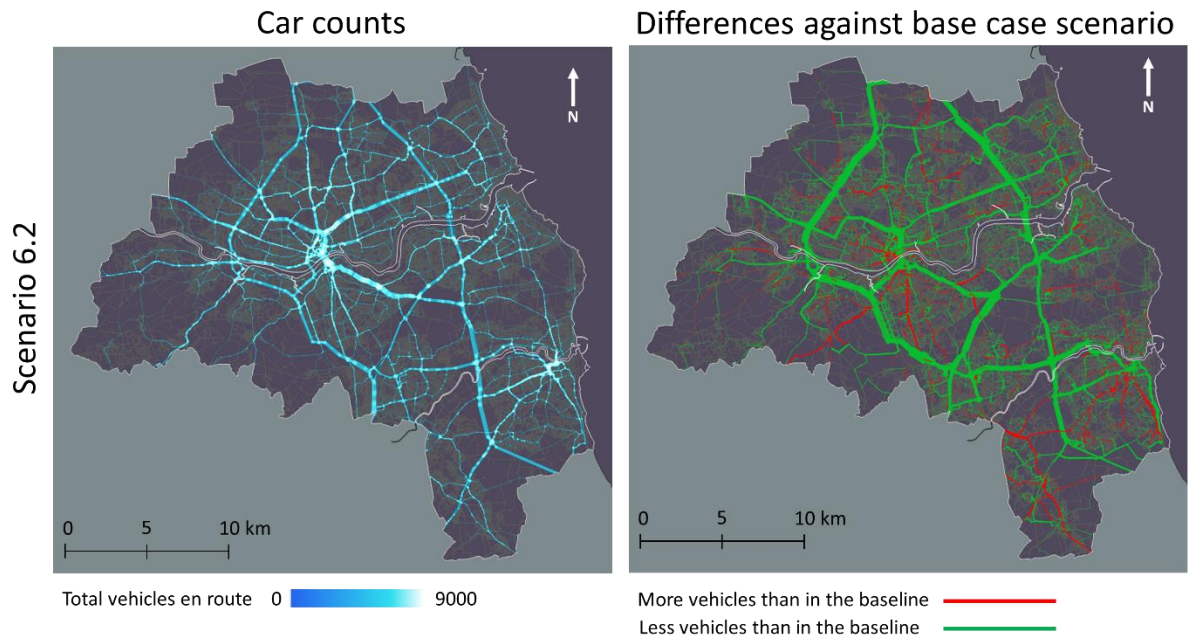 Car counts
Differences against base case scenario
Scenario 6.2
N
N
0 5 10 km
0 5 10 km
Total vehicles en route 0 9000
More vehicles than in the baseline
Less vehicles than in the baseline